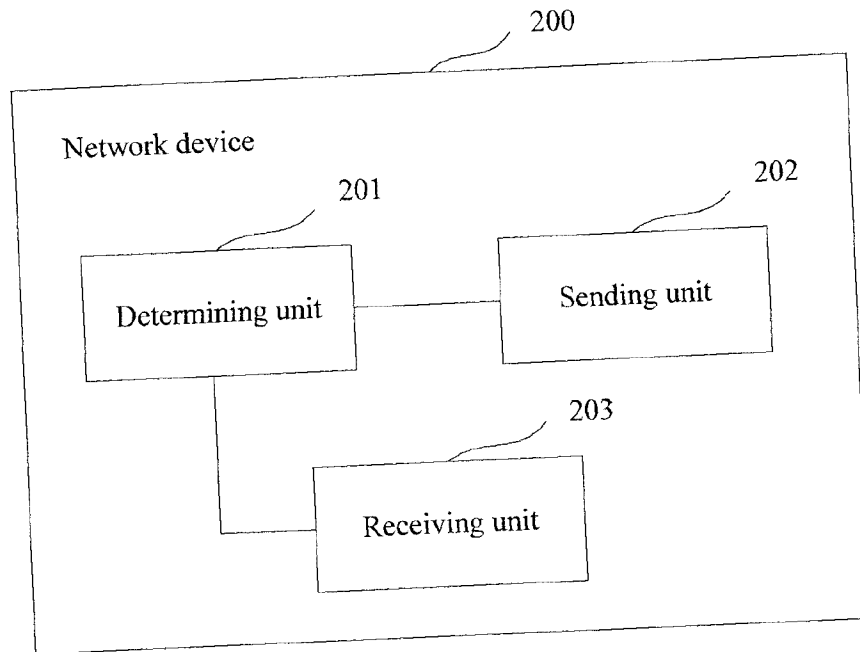 200
Network device
201
202
Determining unit
Sending unit
203
Receiving unit